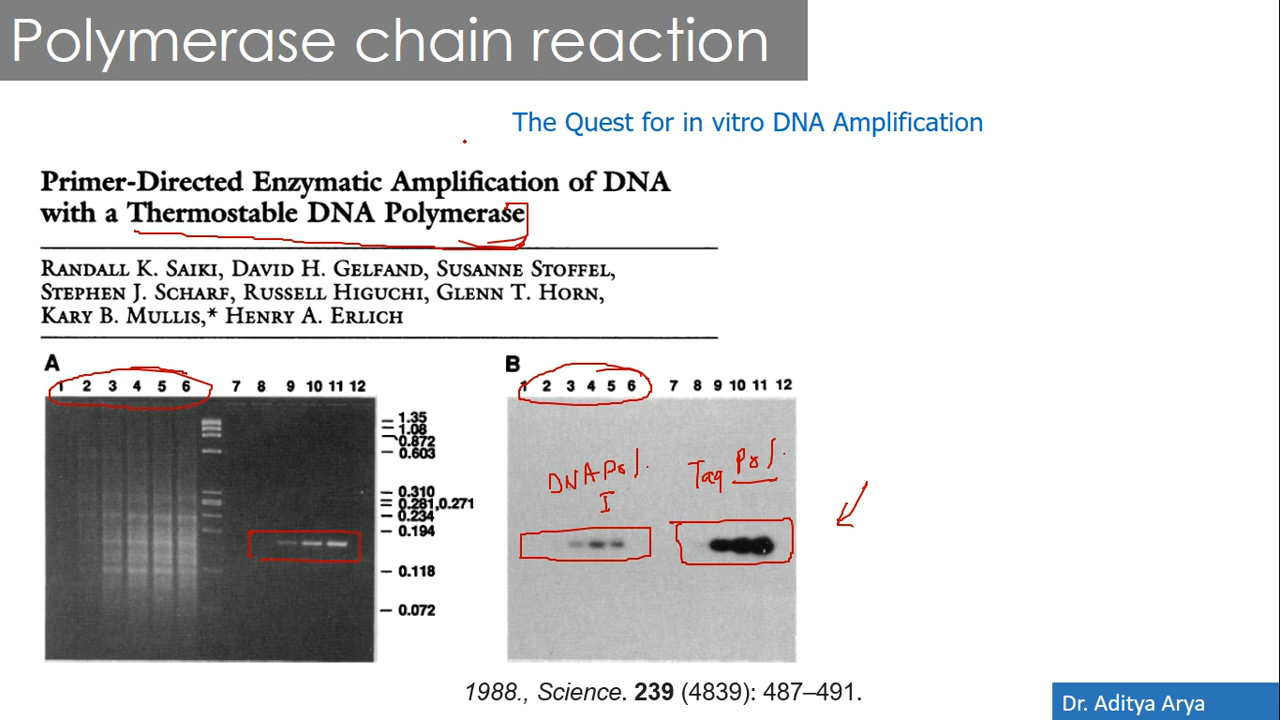 Polymerase chain reaction
The Quest for in vitro DNA Amplification
Primer-Directed Enzymatic Amplification of DNA
with a Thermostable DNA Polymerase
RANDALL K. SAIKI, DAVID H. GELFAND, SUSANNE STOFFEL,
STEPHEN J. SCHARF, RUSSELL HIGUCHI, GLENN T. HORN,
KARY B. MULLIS,* HENRY A. ERLICH
A
1 2 3 4 5 6 7 8 9 10 11 12
1.35
1.08
0.872
0.603
0.310
0.281,0.271
0.234
0.194
0.118
0.072
B
1 2 3 4 5 6 7 8 9 10 11 12
DNA Pol.
I
Taq Pol.
1988., Science. 239 (4839): 487–491.
Dr. Aditya Arya